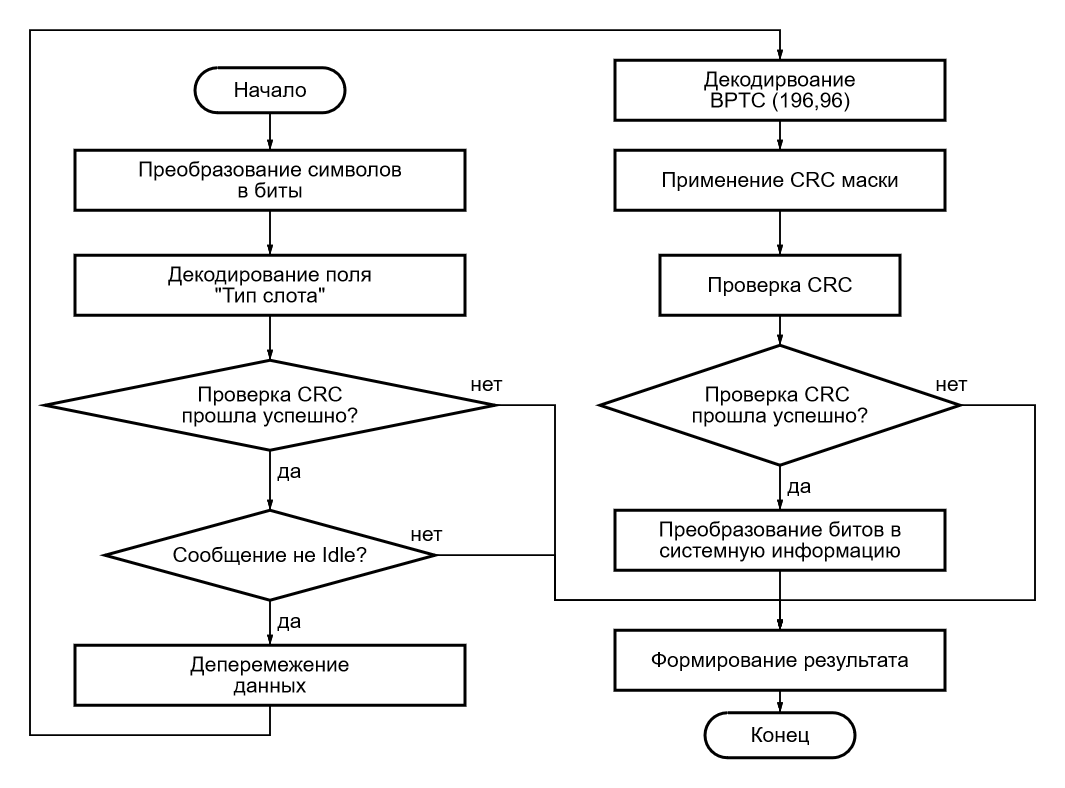 Начало
Преобразование символов
в биты
Декодирование поля
"Тип слота"
Проверка CRC
прошла успешно?
нет
да
Сообщение не Idle?
нет
да
Деперемежение
данных
Декодирвоание
BPTC (196,96)
Применение CRC маски
Проверка CRC
Проверка CRC
прошла успешно?
нет
да
Преобразование битов в
системную информацию
Формирование результата
Конец